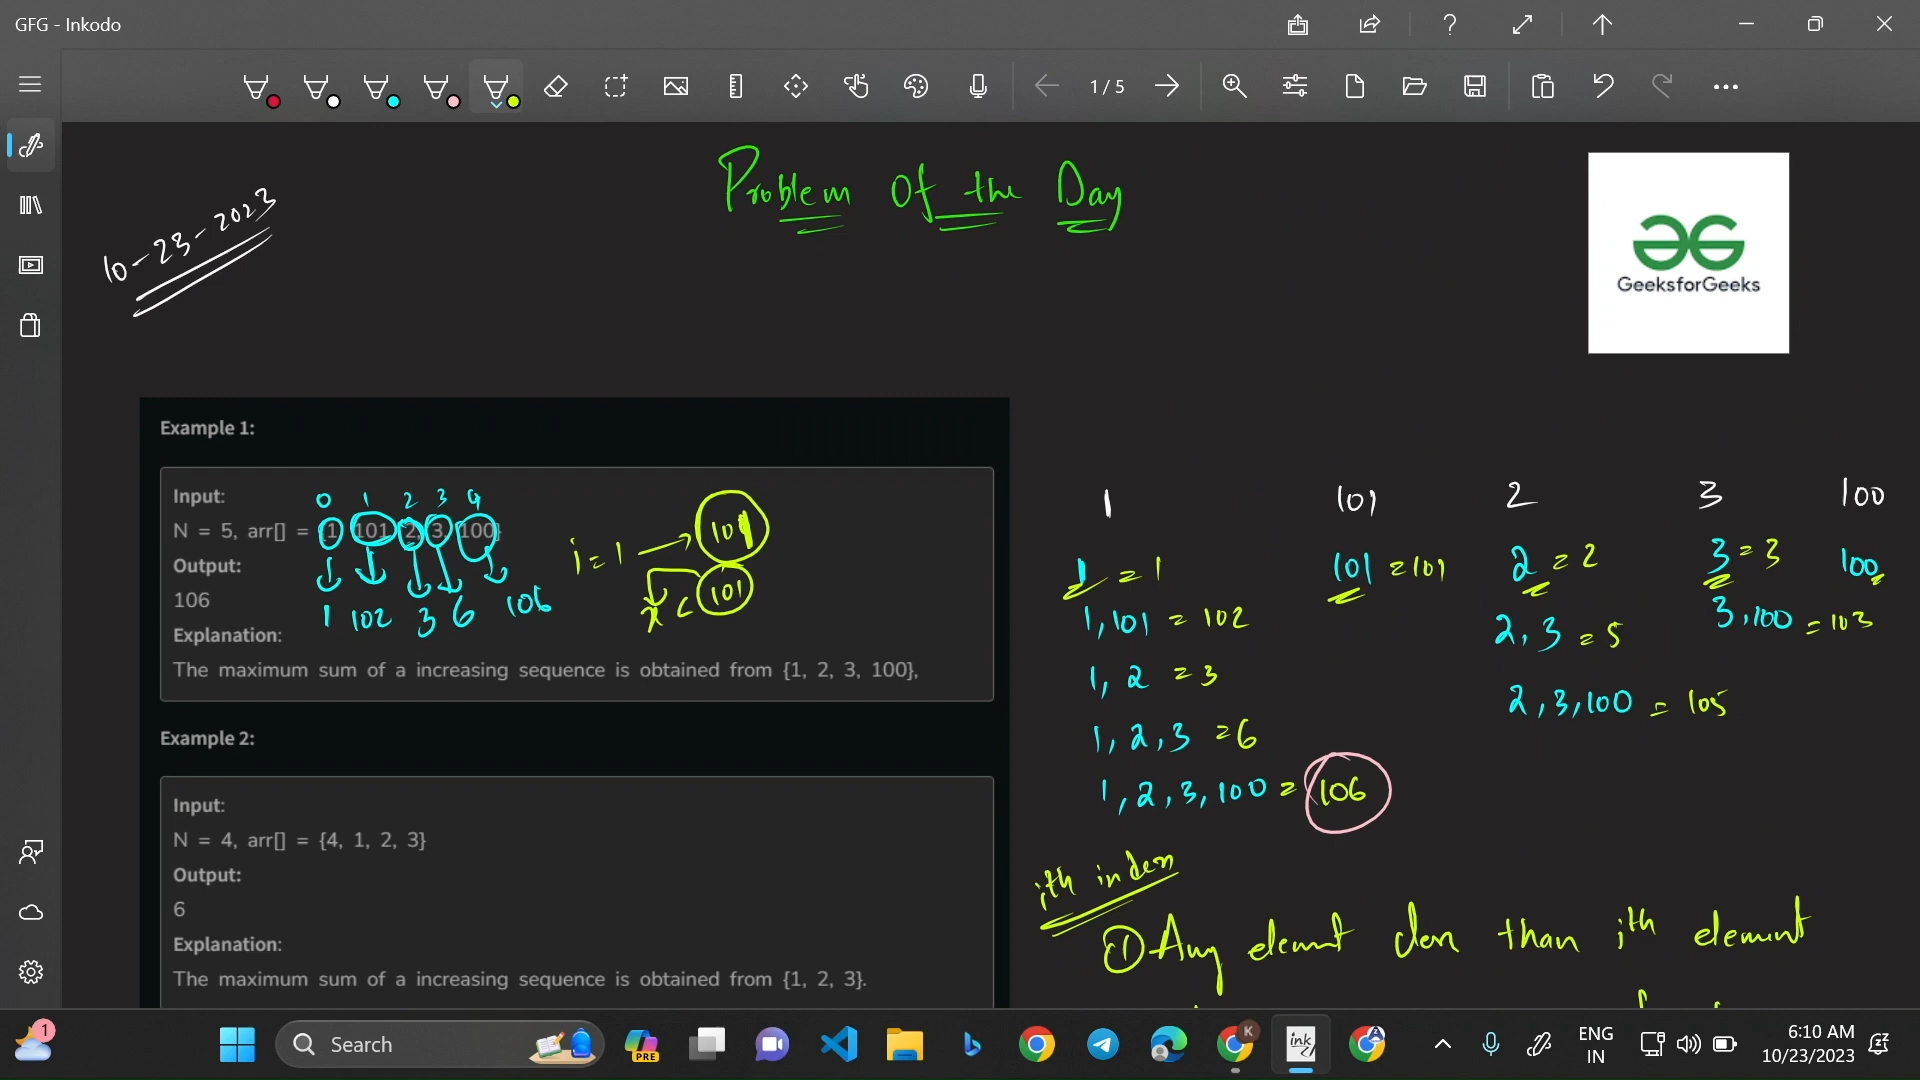 GFG - Inkodo
1 / 5
Problem Of the Day
10-23-2023
GeeksforGeeks
Example 1:
Input:
0 1 2 3 4
N = 5, arr[] = {1, 101, 2, 3, 100}
Output:
106
Explanation:
The maximum sum of a increasing sequence is obtained from {1, 2, 3, 100},
1 102 3 6 106
i = 1
101
x < 101
Example 2:
Input:
N = 4, arr[] = {4, 1, 2, 3}
Output:
6
Explanation:
The maximum sum of a increasing sequence is obtained from {1, 2, 3}.
1 101 2 3 100
1 = 1
1, 101 = 102
1, 2 = 3
1, 2, 3 = 6
1, 2, 3, 100 = 106
101 = 101
2 = 2
2, 3 = 5
2, 3, 100 = 105
3 = 3
3, 100 = 103
100
ith index
① Any element than ith element
1
Search
PRE
K
ink
ENG
IN
6:10 AM
10/23/2023